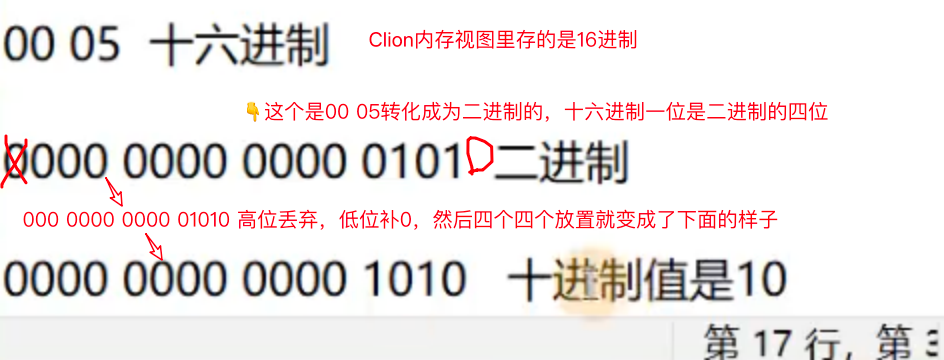 00 05 十六进制 Clion内存视图里存的是16进制
👇这个是00 05转化成为二进制的，十六进制一位是二进制的四位
0000 0000 0000 0101 0 二进制
000 0000 0000 01010 高位丢弃，低位补0，然后四个四个放置就变成了下面的样子
0000 0000 0000 1010 十进制值是10
第 17 行，第 3